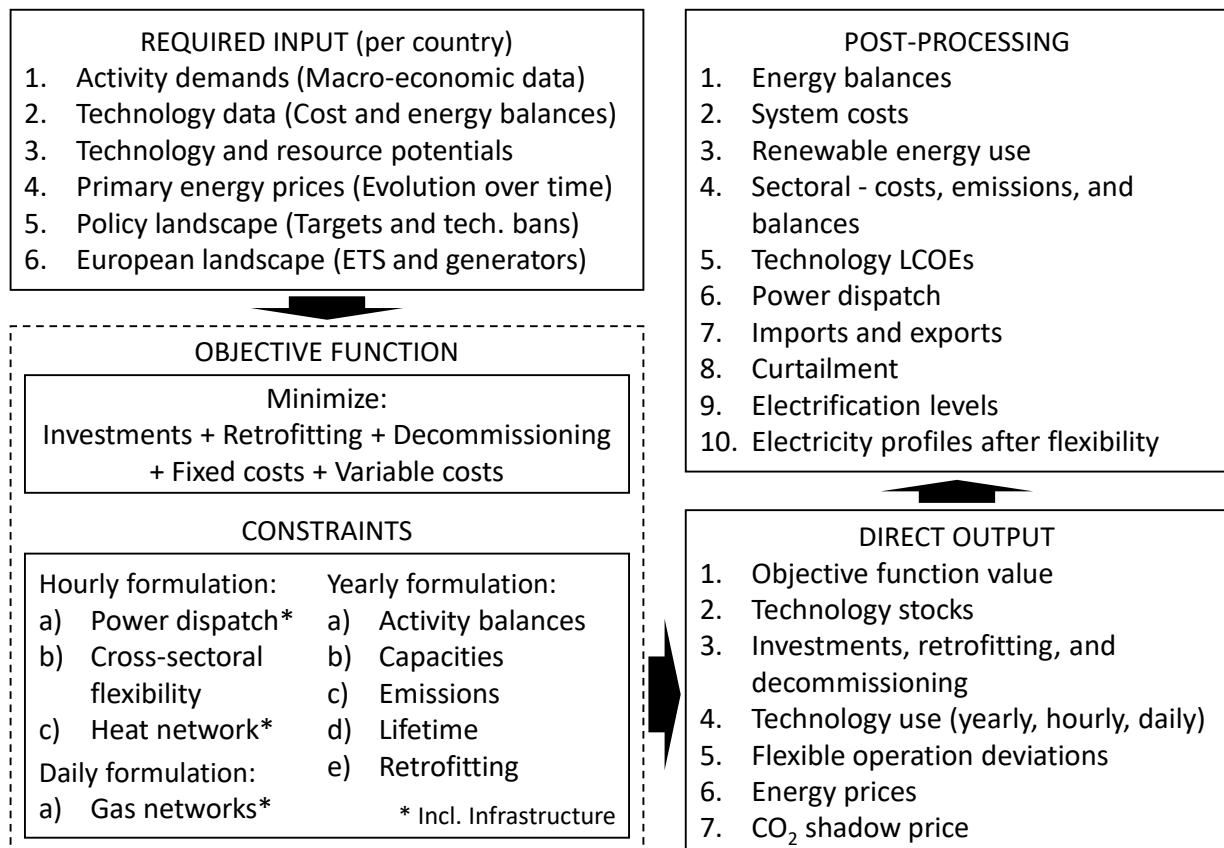 REQUIRED INPUT (per country)
1. Activity demands (Macro-economic data)
2. Technology data (Cost and energy balances)
3. Technology and resource potentials
4. Primary energy prices (Evolution over time)
5. Policy landscape (Targets and tech. bans)
6. European landscape (ETS and generators)
OBJECTIVE FUNCTION
Minimize:
Investments + Retrofitting + Decommissioning
+ Fixed costs + Variable costs
CONSTRAINTS
Hourly formulation:
a) Power dispatch*
b) Cross-sectoral
flexibility
c) Heat network*
Daily formulation:
a) Gas networks*
Yearly formulation:
a) Activity balances
b) Capacities
c) Emissions
d) Lifetime
e) Retrofitting
* Incl. Infrastructure
DIRECT OUTPUT
1. Objective function value
2. Technology stocks
3. Investments, retrofitting, and
decommissioning
4. Technology use (yearly, hourly, daily)
5. Flexible operation deviations
6. Energy prices
7. CO₂ shadow price
POST-PROCESSING
1. Energy balances
2. System costs
3. Renewable energy use
4. Sectoral - costs, emissions, and
balances
5. Technology LCOEs
6. Power dispatch
7. Imports and exports
8. Curtailment
9. Electrification levels
10. Electricity profiles after flexibility